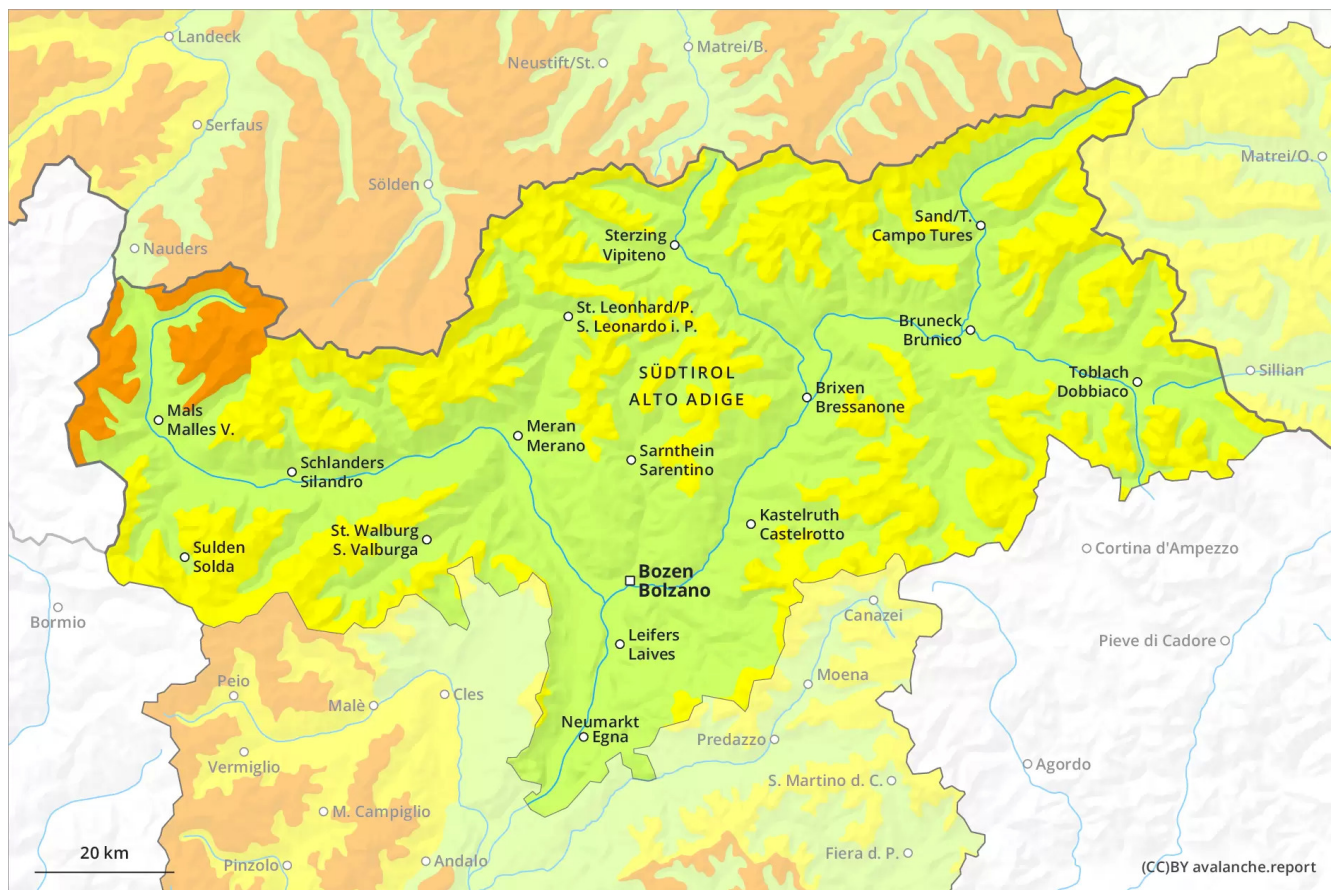 Landeck
Matrei/B.
Neustift/St.
Serfaus
Matrei/O.
Sölden
Sand/T.
Campo Tures
Sterzing
Vipiteno
Nauders
St. Leonhard/P.
S. Leonardo i. P.
Bruneck
Brunico
SÜDTIROL
ALTO ADIGE
Toblach
Dobbiaco
Sillian
Brixen
Bressanone
Mals
Malles V.
Meran
Merano
Sarnthein
Sarentino
Schlanders
Silandro
Kastelruth
Castelrotto
St. Walburg
S. Valburga
Sulden
Solda
Cortina d'Ampezzo
Bozen
Bolzano
Bormio
Canazei
Leifers
Laives
Pieve di Cadore
Moena
Peio
Cles
Malè
Neumarkt
Egna
Predazzo
Vermiglio
Agordo
S. Martino d. C.
M. Campiglio
20 km
Pinzolo
Andalo
Fiera d. P.
(CC)BY avalanche.report